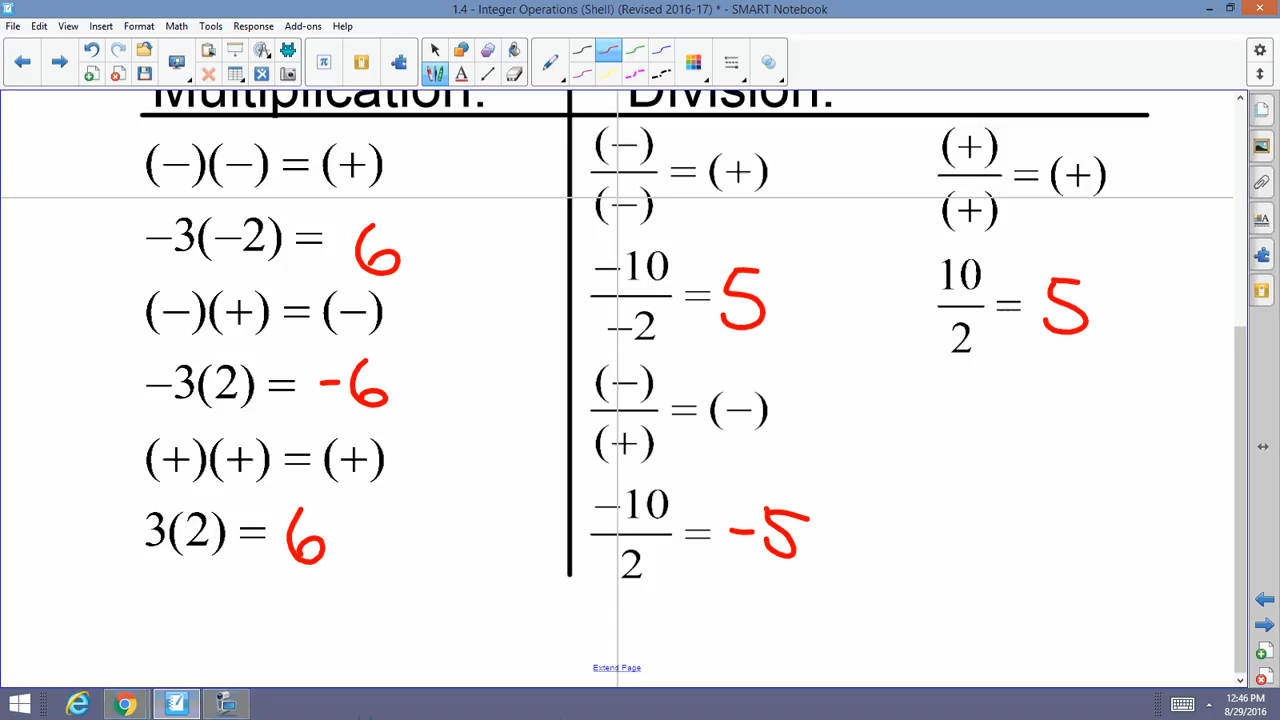 1.4 - Integer Operations (Shell) (Revised 2016-17) * - SMART Notebook
File Edit View Insert Format Math Tools Response Add-ons Help
Multiplication:
(−)(−) = (+)
−3(−2) = 6
(−)(+) = (−)
−3(2) = -6
(+)(+) = (+)
3(2) = 6
Division:
(−)/(−) = (+)
−10/−2 = 5
(−)/(+) = (−)
−10/2 = -5
(+)/(+) = (+)
10/2 = 5
Extend Page
12:46 PM
8/29/2016